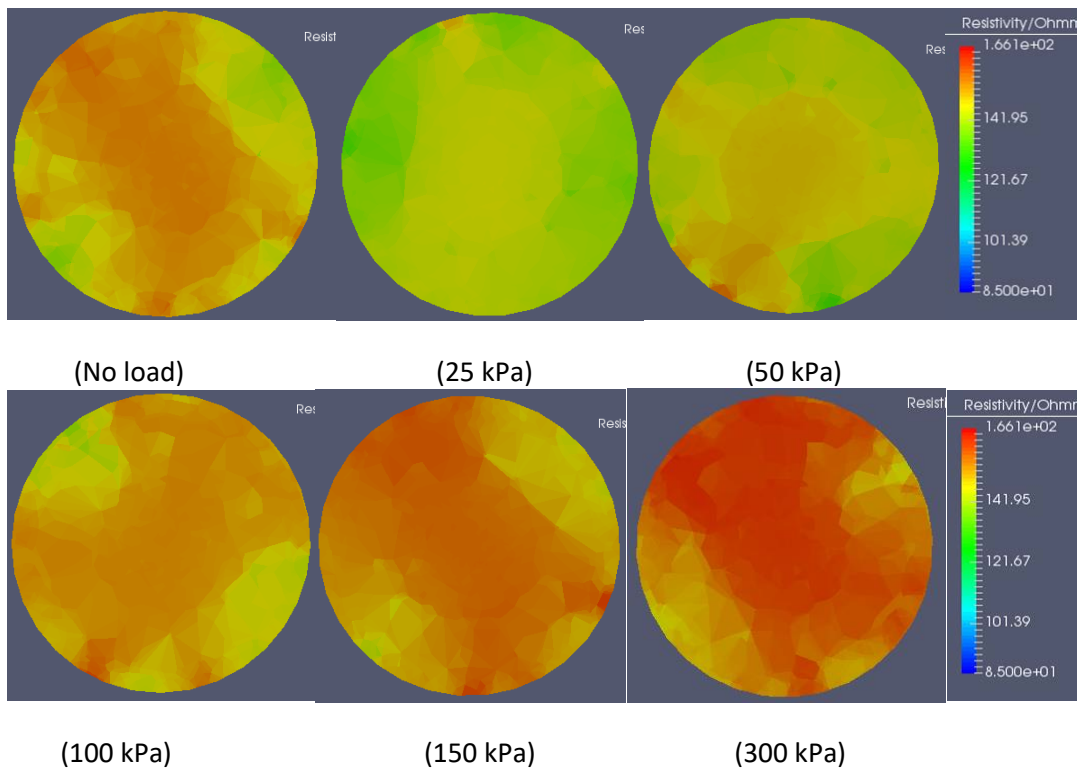 Resist
Res
Res
Resistivity/Ohmm
1.661e+02
141.95
121.67
101.39
8.500e+01
(No load)
(25 kPa)
(50 kPa)
Res
Resis
Resisti
Resistivity/Ohmm
1.661e+02
141.95
121.67
101.39
8.500e+01
(100 kPa)
(150 kPa)
(300 kPa)